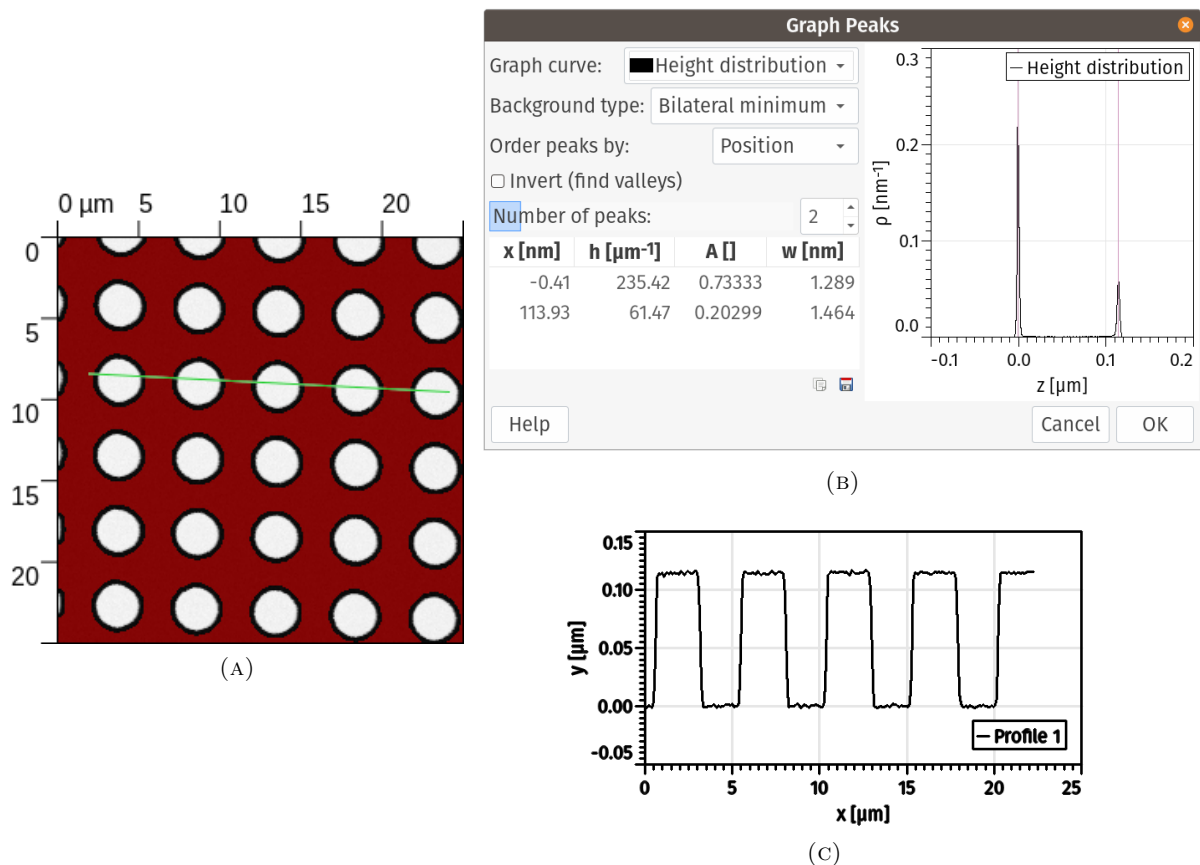 0 µm 5 10 15 20
0
5
10
15
20
(A)
Graph Peaks
Graph curve: Height distribution
Background type: Bilateral minimum
Order peaks by: Position
Invert (find valleys)
Number of peaks: 2
x [nm] h [µm⁻¹] A [] w [nm]
-0.41 235.42 0.73333 1.289
113.93 61.47 0.20299 1.464
Help
Height distribution
0.3
0.2
0.1
0.0
ρ [nm⁻¹]
-0.1 0.0 0.1 0.2
z [µm]
Cancel OK
(B)
0.15
0.10
0.05
0.00
-0.05
y [µm]
Profile 1
0 5 10 15 20 25
x [µm]
(C)